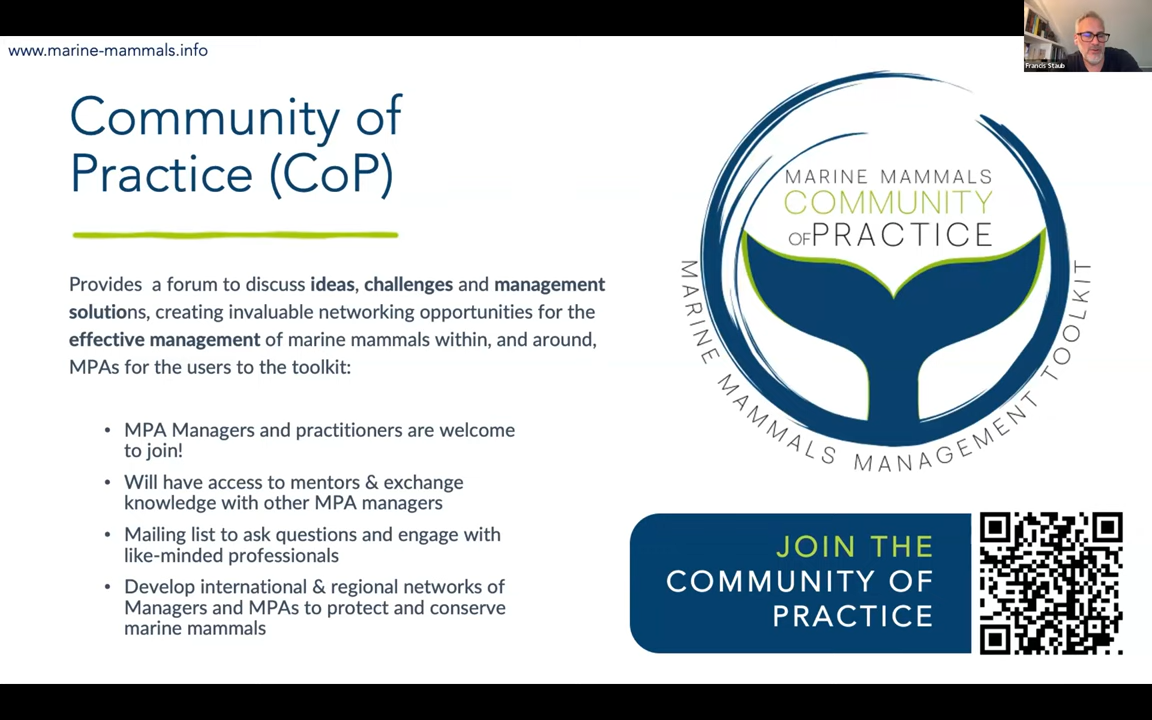 www.marine-mammals.info
Francis Staub
Community of
Practice (CoP)
Provides a forum to discuss ideas, challenges and management
solutions, creating invaluable networking opportunities for the
effective management of marine mammals within, and around,
MPAs for the users to the toolkit:
• MPA Managers and practitioners are welcome
to join!
• Will have access to mentors & exchange
knowledge with other MPA managers
• Mailing list to ask questions and engage with
like-minded professionals
• Develop international & regional networks of
Managers and MPAs to protect and conserve
marine mammals
MARINE MAMMALS
COMMUNITY
OF PRACTICE
MARINE MAMMALS MANAGEMENT TOOLKIT
JOIN THE
COMMUNITY OF
PRACTICE